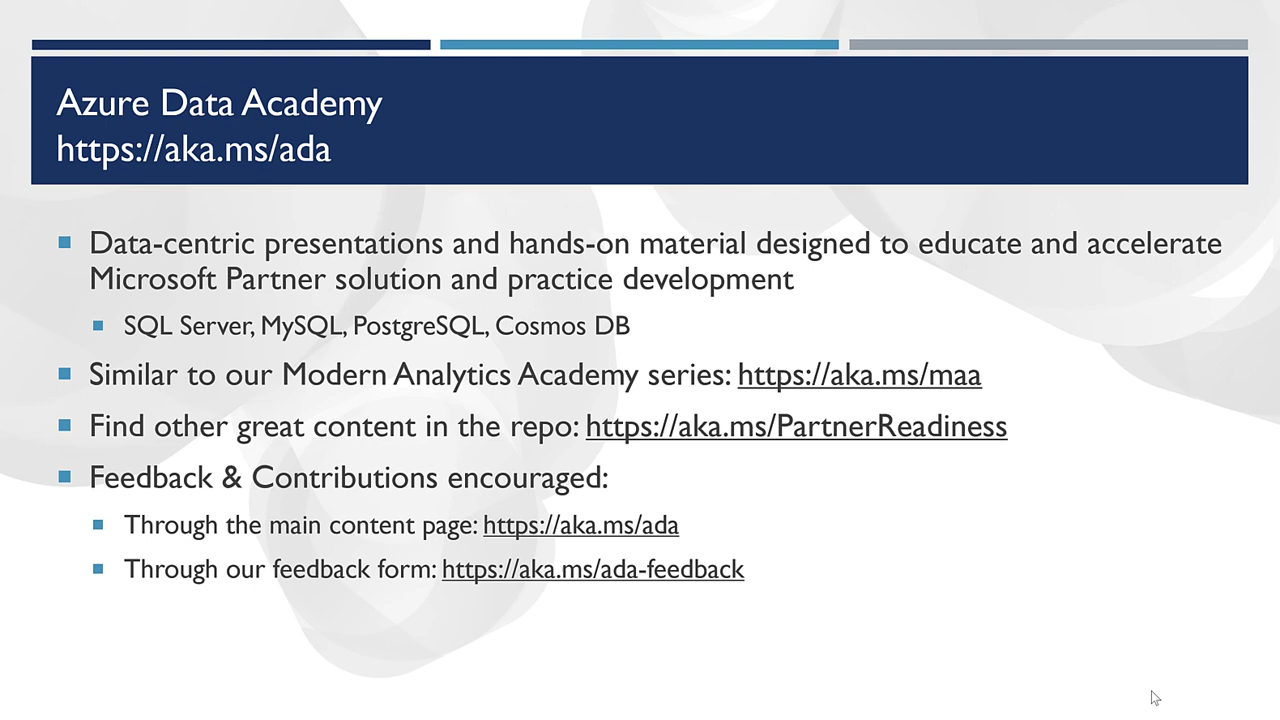 Azure Data Academy
https://aka.ms/ada
Data-centric presentations and hands-on material designed to educate and accelerate
Microsoft Partner solution and practice development
SQL Server, MySQL, PostgreSQL, Cosmos DB
Similar to our Modern Analytics Academy series: https://aka.ms/maa
Find other great content in the repo: https://aka.ms/PartnerReadiness
Feedback & Contributions encouraged:
Through the main content page: https://aka.ms/ada
Through our feedback form: https://aka.ms/ada-feedback